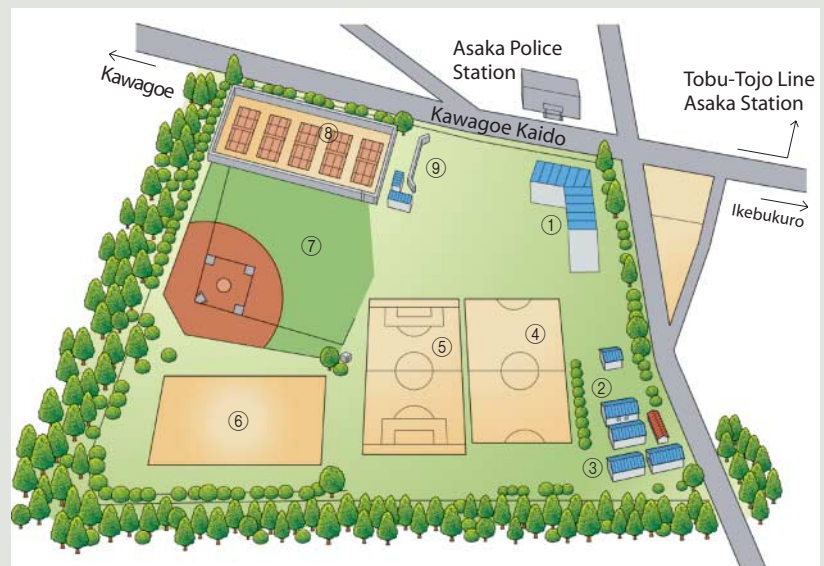 Asaka Police
Station
Tobu-Tojo Line
Asaka Station
Kawagoe
Kawagoe Kaido
Ikebukuro
⑧
⑨
①
⑦
④
⑤
②
⑥
③